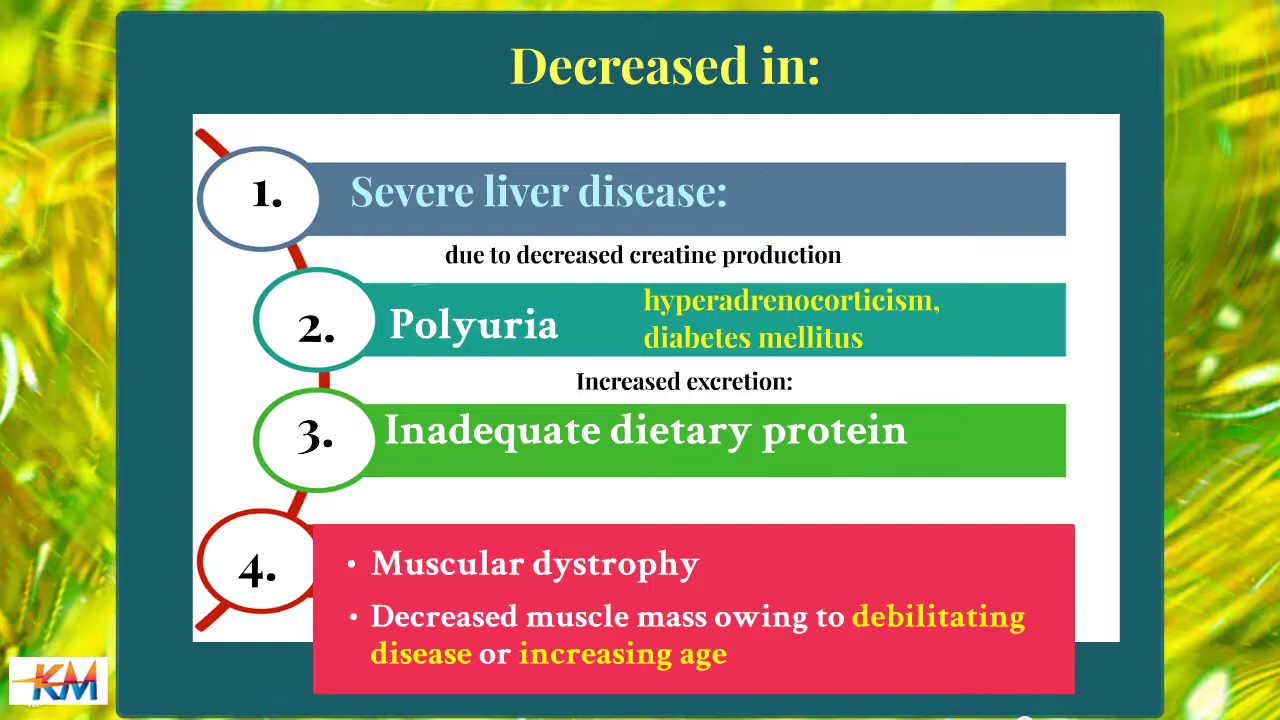 Decreased in:
1.
Severe liver disease:
due to decreased creatine production
2.
Polyuria
hyperadrenocorticism,
diabetes mellitus
Increased excretion:
3.
Inadequate dietary protein
4.
• Muscular dystrophy
• Decreased muscle mass owing to debilitating
disease or increasing age
KM